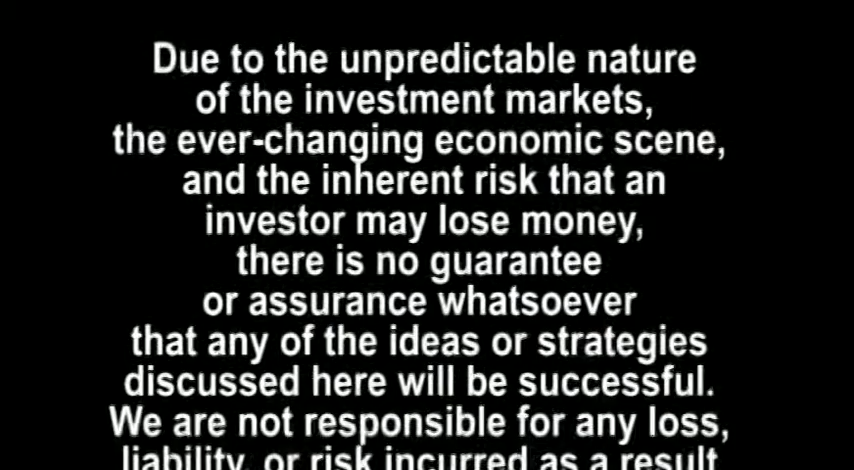 Due to the unpredictable nature
of the investment markets,
the ever-changing economic scene,
and the inherent risk that an
investor may lose money,
there is no guarantee
or assurance whatsoever
that any of the ideas or strategies
discussed here will be successful.
We are not responsible for any loss,
liability, or risk incurred as a result